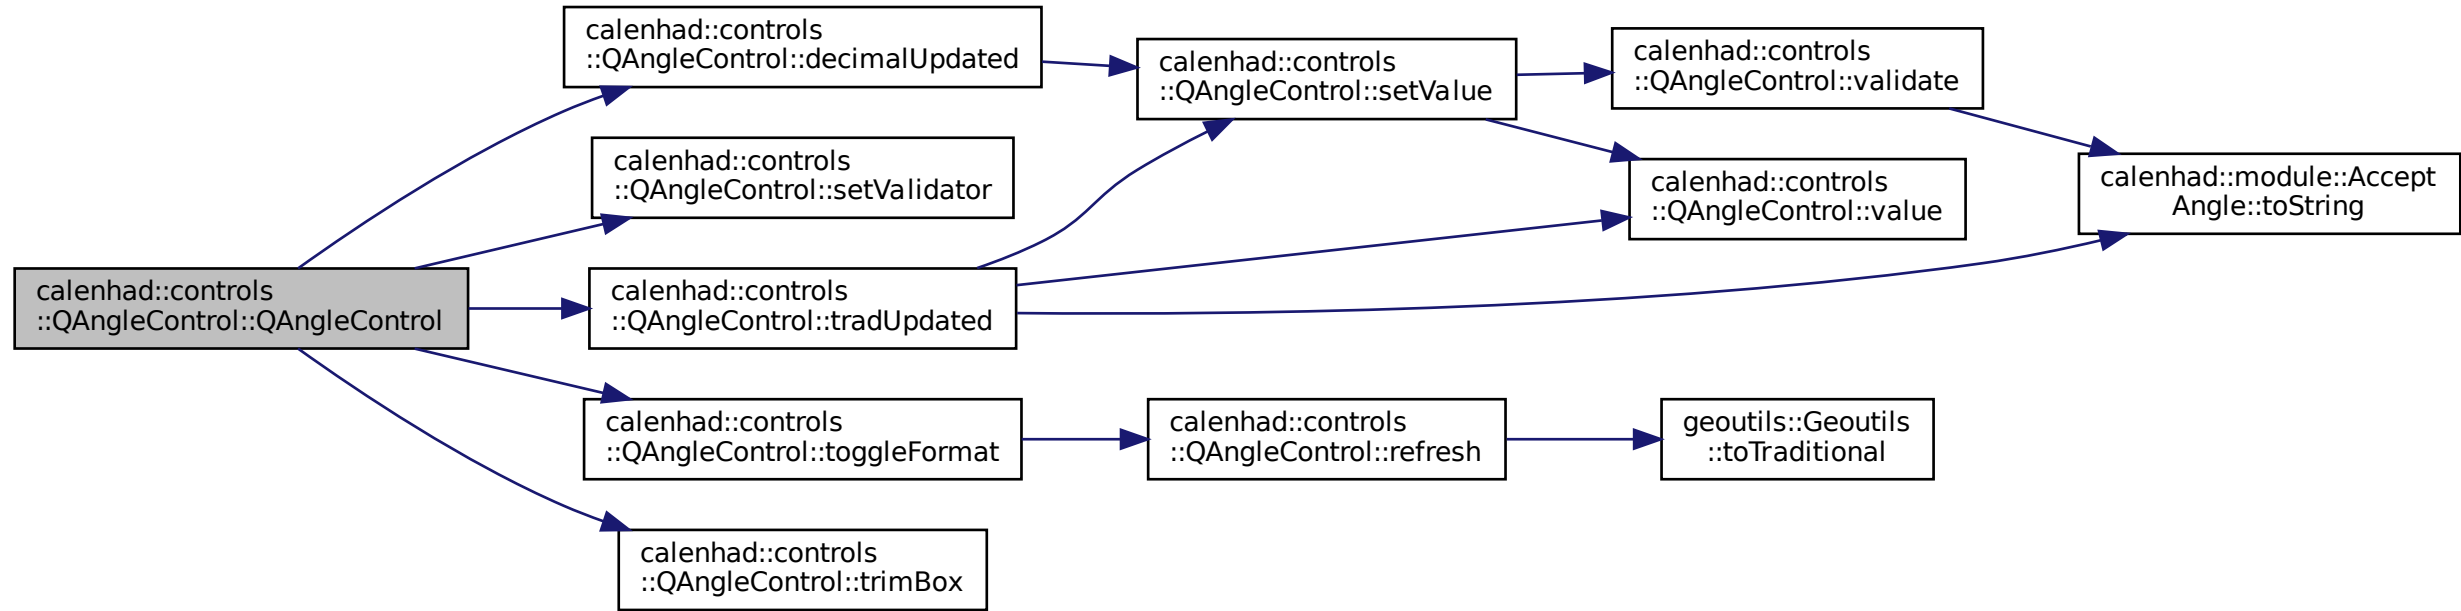 calenhad::controls
::QAngleControl::QAngleControl
calenhad::controls
::QAngleControl::decimalUpdated
calenhad::controls
::QAngleControl::setValidator
calenhad::controls
::QAngleControl::tradUpdated
calenhad::controls
::QAngleControl::toggleFormat
calenhad::controls
::QAngleControl::trimBox
calenhad::controls
::QAngleControl::setValue
calenhad::controls
::QAngleControl::refresh
calenhad::controls
::QAngleControl::validate
calenhad::controls
::QAngleControl::value
geoutils::Geoutils
::toTraditional
calenhad::module::Accept
Angle::toString